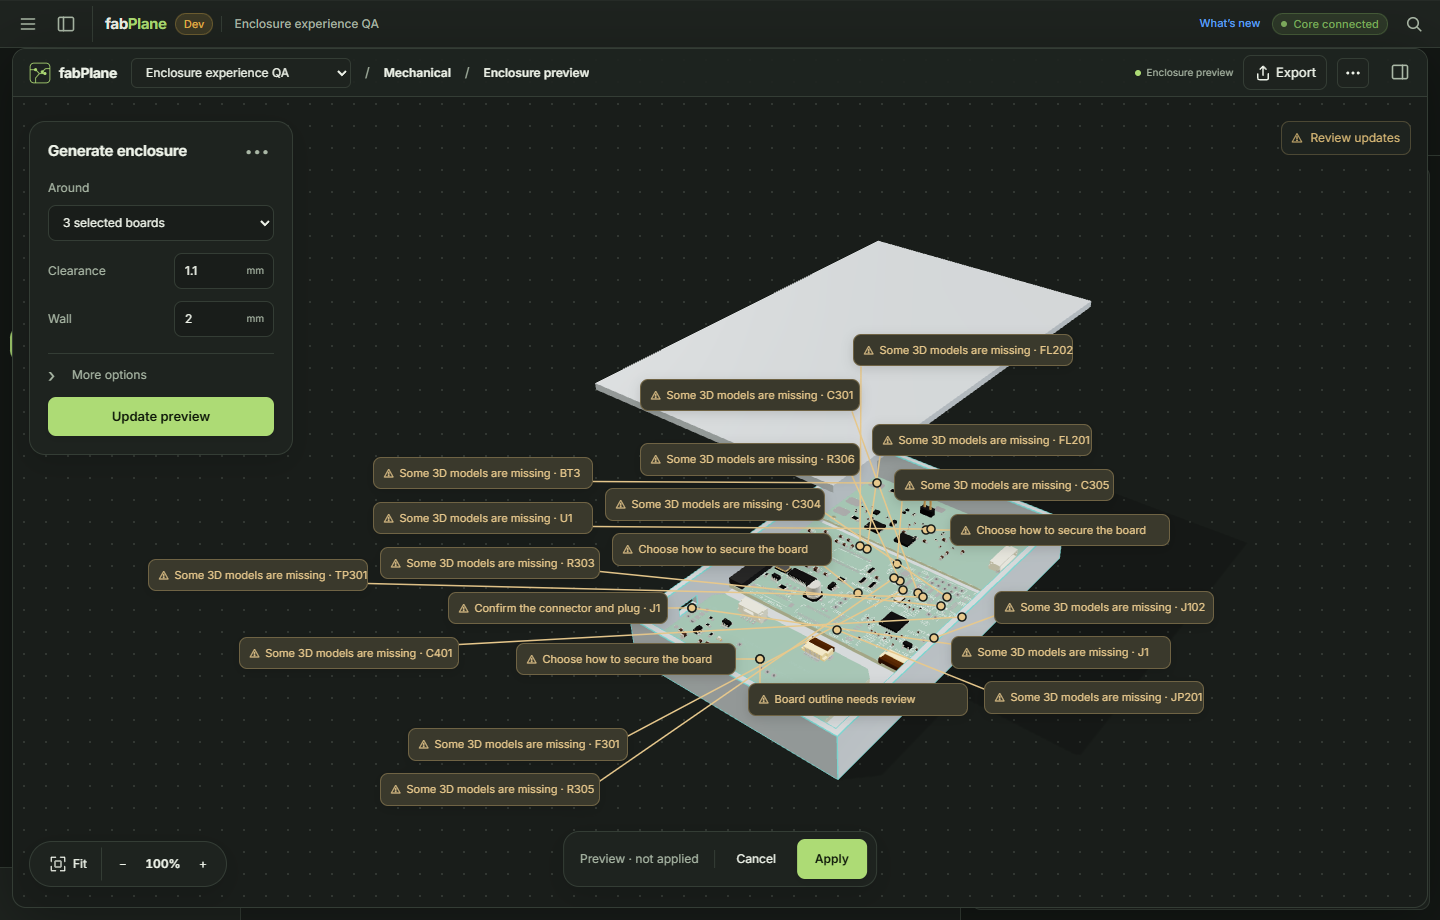 fabPlane Dev Enclosure experience QA What's new Core connected
fabPlane Enclosure experience QA / Mechanical / Enclosure preview Enclosure preview Export
Generate enclosure
Review updates
Around
3 selected boards
Clearance 1.1 mm
Wall 2 mm
More options
Update preview
Some 3D models are missing · FL202
Some 3D models are missing · C301
Some 3D models are missing · FL201
Some 3D models are missing · R306
Some 3D models are missing · BT3
Some 3D models are missing · C305
Some 3D models are missing · C304
Some 3D models are missing · U1
Choose how to secure the board
Choose how to secure the board
Some 3D models are missing · R303
Some 3D models are missing · TP301
Confirm the connector and plug · J1
Some 3D models are missing · J102
Some 3D models are missing · C401
Some 3D models are missing · J1
Choose how to secure the board
Board outline needs review
Some 3D models are missing · JP201
Some 3D models are missing · F301
Some 3D models are missing · R305
Fit − 100% +
Preview · not applied Cancel Apply